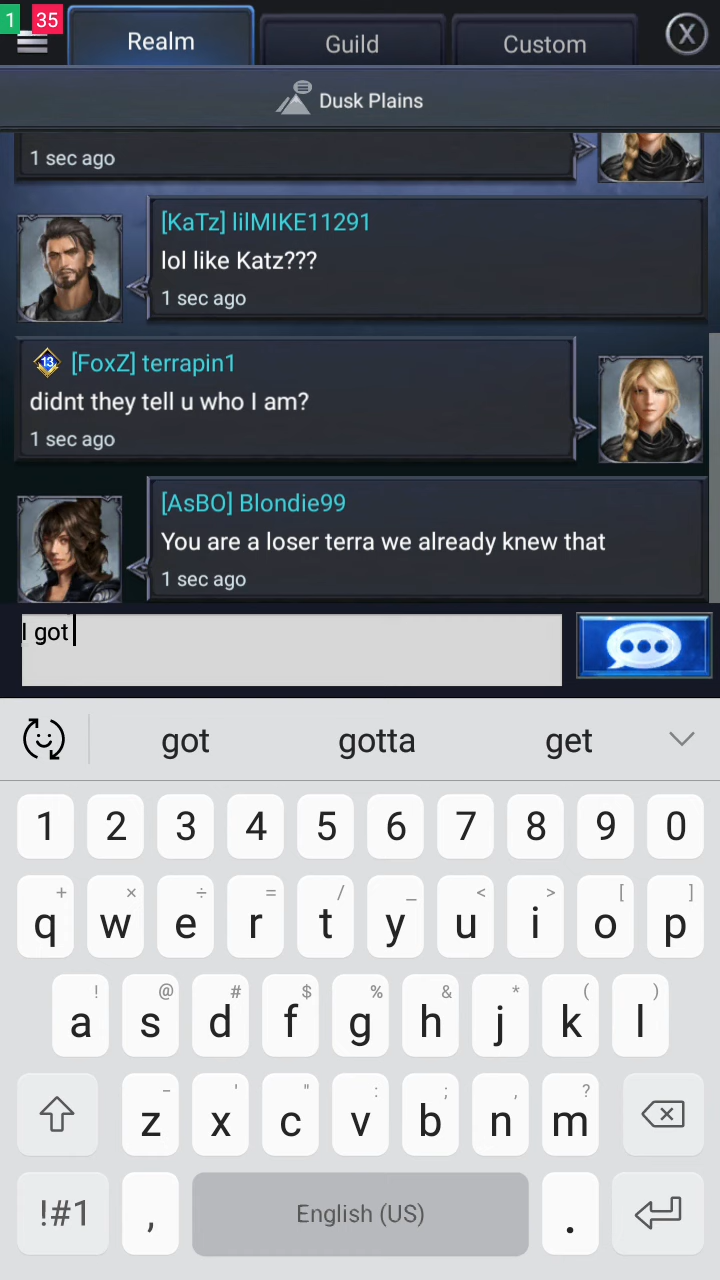 1 35
Realm
Guild
Custom
X
Dusk Plains
1 sec ago
[KaTz] lilMIKE11291
lol like Katz???
1 sec ago
13 [FoxZ] terrapin1
didnt they tell u who I am?
1 sec ago
[AsBO] Blondie99
You are a loser terra we already knew that
1 sec ago
I got
got gotta get
1 2 3 4 5 6 7 8 9 0
+ × ÷ = / _ < > [ ]
q w e r t y u i o p
! @ # $ % & * ( )
a s d f g h j k l
- ' " : ; , ?
z x c v b n m
!#1 , English (US) .